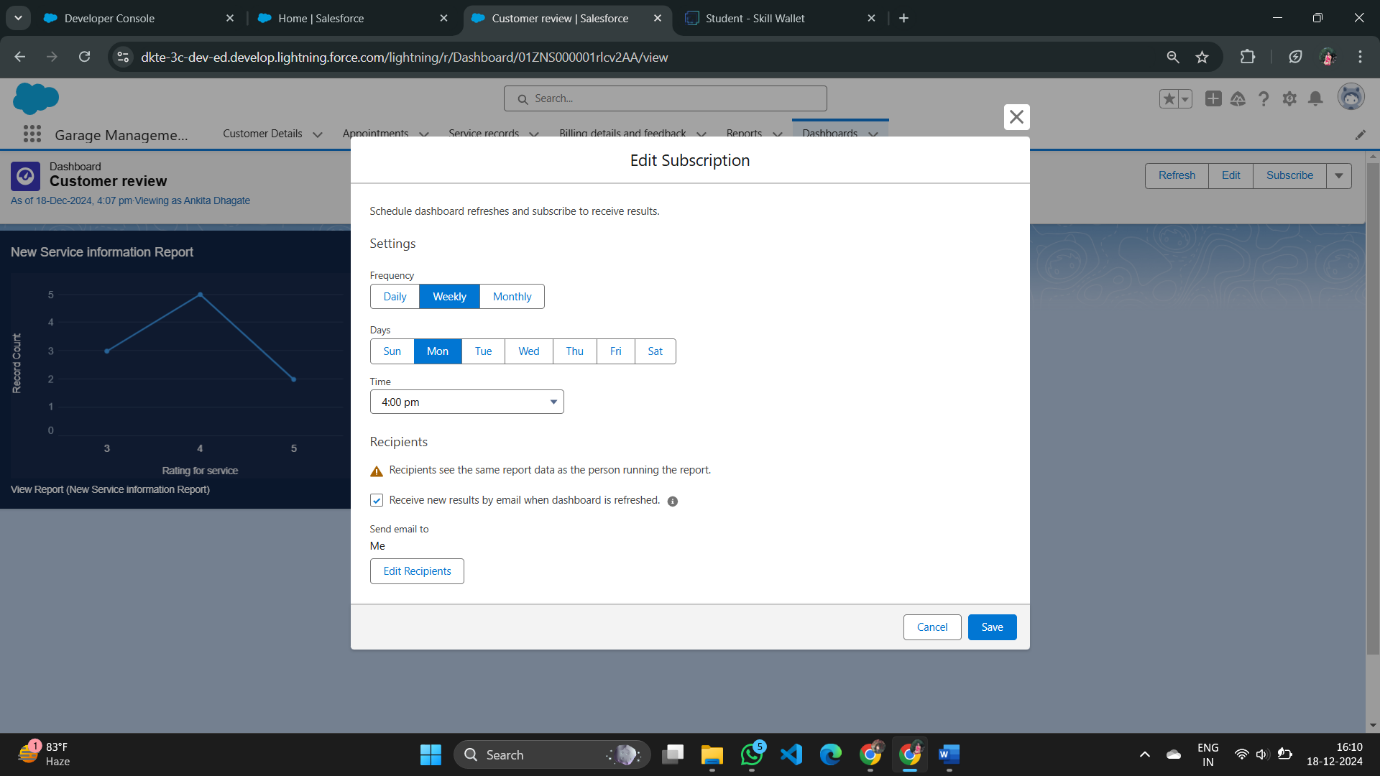 Developer Console
Home | Salesforce
Customer review | Salesforce
Student - Skill Wallet
dkte-3c-dev-ed.develop.lightning.force.com/lightning/r/Dashboard/01ZNS000001rlcv2AA/view
Search...
Garage Manageme...
Customer Details
Appointments
Service records
Billing details and feedback
Reports
Dashboards
Dashboard
Customer review
As of 18-Dec-2024, 4:07 pm·Viewing as Ankita Dhagate
Refresh
Edit
Subscribe
New Service information Report
5
4
3
2
1
0
Record Count
3 4 5
Rating for service
View Report (New Service information Report)
Edit Subscription
Schedule dashboard refreshes and subscribe to receive results.
Settings
Frequency
Daily Weekly Monthly
Days
Sun Mon Tue Wed Thu Fri Sat
Time
4:00 pm
Recipients
Recipients see the same report data as the person running the report.
Receive new results by email when dashboard is refreshed.
Send email to
Me
Edit Recipients
Cancel
Save
1
83°F
Haze
Search
5
ENG
IN
16:10
18-12-2024